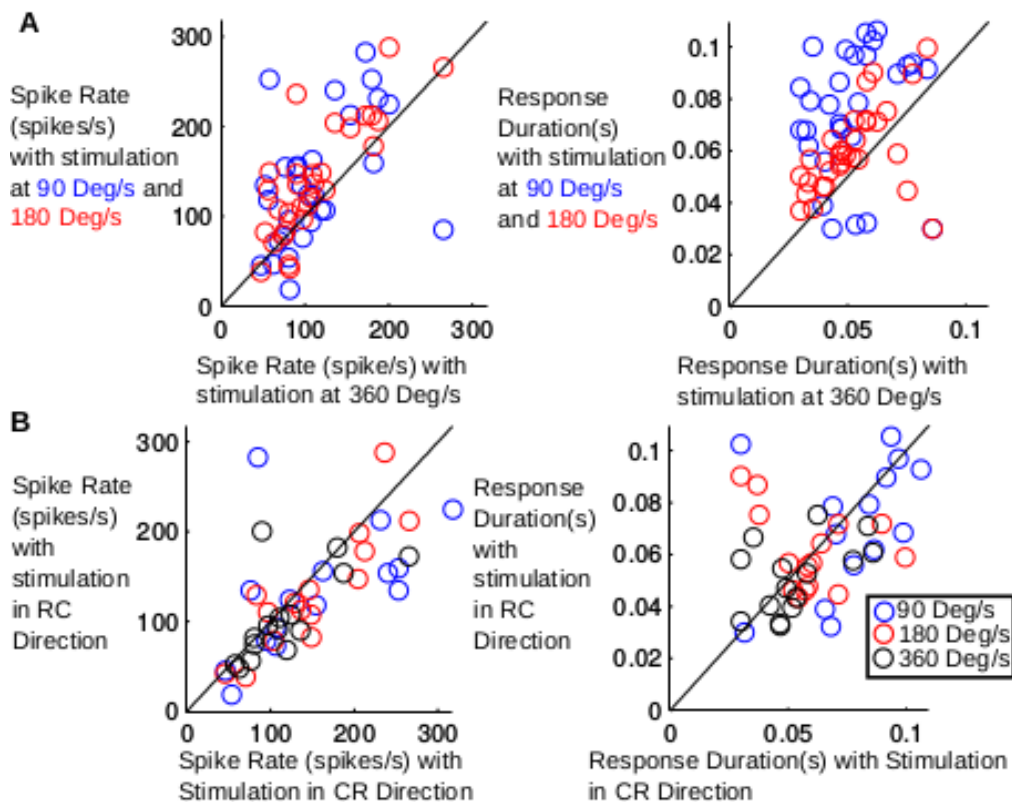 A
Spike Rate
(spikes/s)
with stimulation
at 90 Deg/s and
180 Deg/s
300
200
100
0
0 100 200 300
Spike Rate (spike/s) with
stimulation at 360 Deg/s
Response
Duration(s)
with stimulation
at 90 Deg/s
and 180 Deg/s
0.1
0.08
0.06
0.04
0.02
0
0 0.05 0.1
Response Duration(s) with
stimulation at 360 Deg/s
B
Spike Rate
(spikes/s)
with
stimulation
in RC
Direction
300
200
100
0
0 100 200 300
Spike Rate (spikes/s) with
Stimulation in CR Direction
Response
Duration(s)
with
stimulation
in RC
Direction
0.1
0.08
0.06
0.04
0.02
0
0 0.05 0.1
90 Deg/s
180 Deg/s
360 Deg/s
Response Duration(s) with Stimulation
in CR Direction